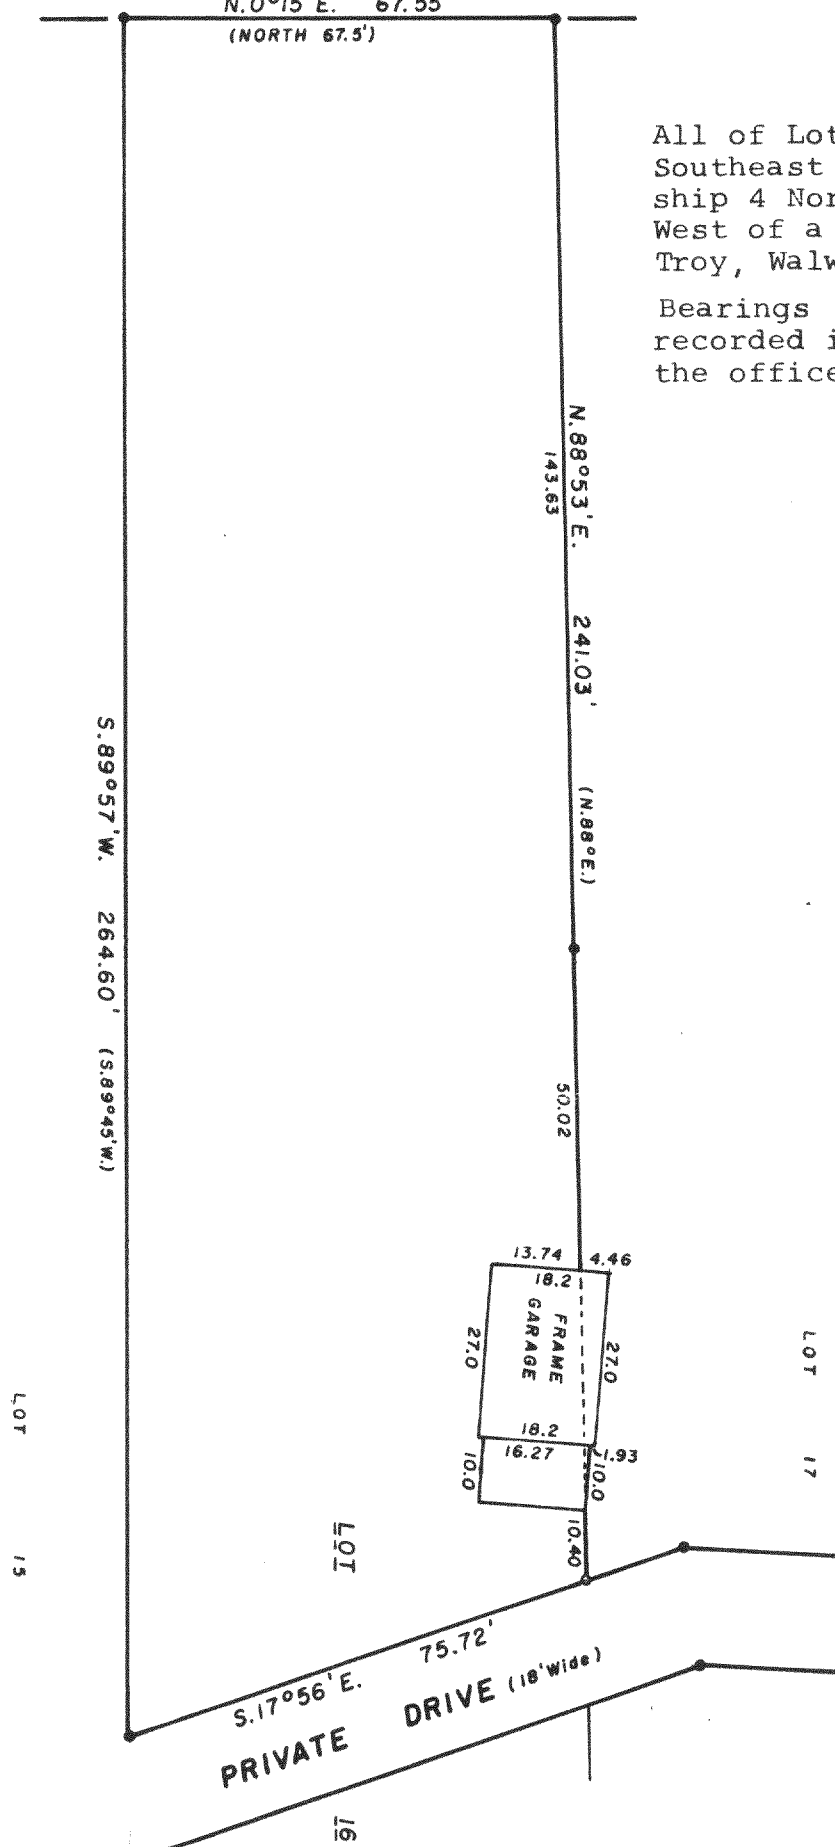 N.0°15'E. 67.55
(NORTH 67.5')
All of Lot
Southeast
ship 4 Nor
West of a
Troy, Walw
Bearings
recorded i
the office
N.88°53'E. 241.03' (N.88°E.)
143.63
S.89°57'W. 264.60' (S.89°45'W.)
50.02
13.74 4.46
18.2
FRAME
GARAGE
27.0
27.0
18.2
16.27 1.93
10.0
10.0
10.40
LOT 17
LOT 15
LOT
S.17°56'E. 75.72'
PRIVATE DRIVE (18'Wide)
16